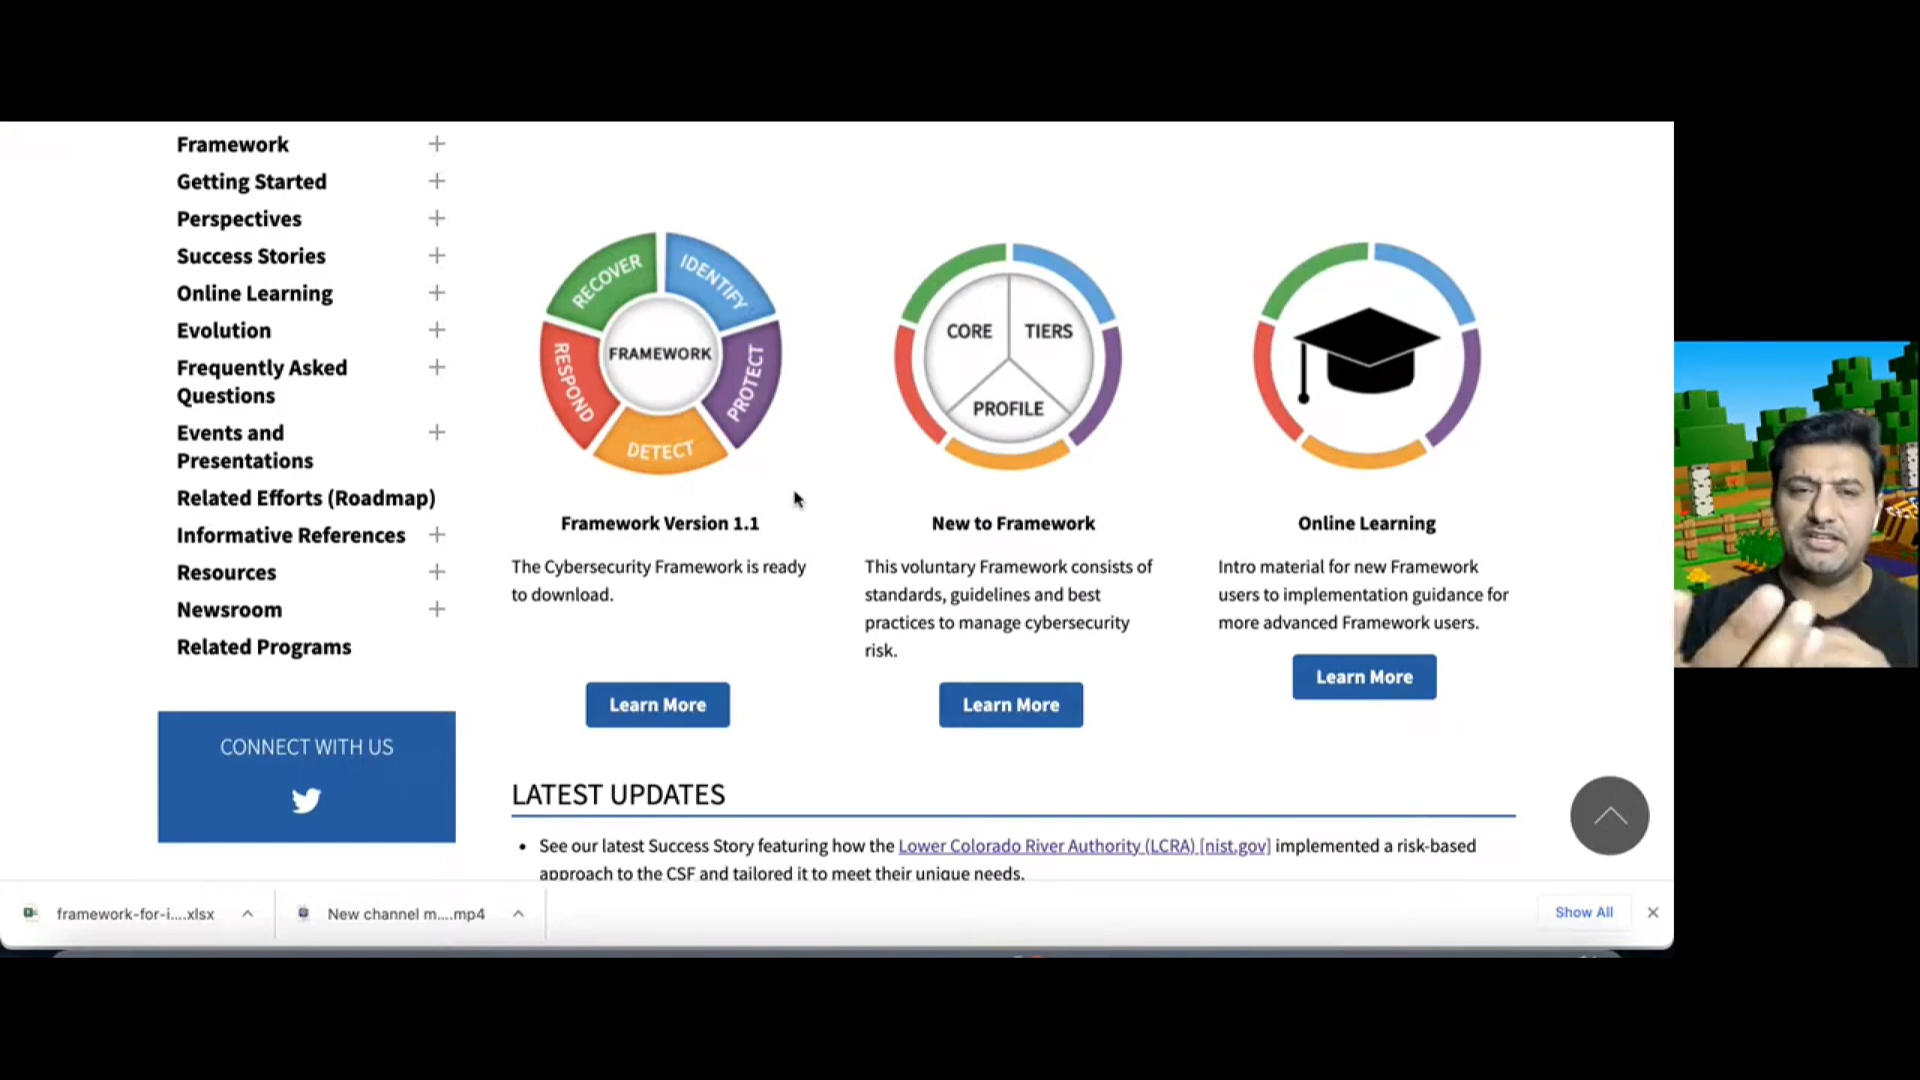 Framework
Getting Started
Perspectives
Success Stories
Online Learning
Evolution
Frequently Asked
Questions
Events and
Presentations
Related Efforts (Roadmap)
Informative References
Resources
Newsroom
Related Programs
CONNECT WITH US
RECOVER
IDENTIFY
FRAMEWORK
RESPOND
PROTECT
DETECT
Framework Version 1.1
The Cybersecurity Framework is ready
to download.
Learn More
CORE
TIERS
PROFILE
New to Framework
This voluntary Framework consists of
standards, guidelines and best
practices to manage cybersecurity
risk.
Learn More
Online Learning
Intro material for new Framework
users to implementation guidance for
more advanced Framework users.
Learn More
LATEST UPDATES
• See our latest Success Story featuring how the Lower Colorado River Authority (LCRA) [nist.gov] implemented a risk-based
approach to the CSF and tailored it to meet their unique needs.
framework-for-i....xlsx
New channel m....mp4
Show All